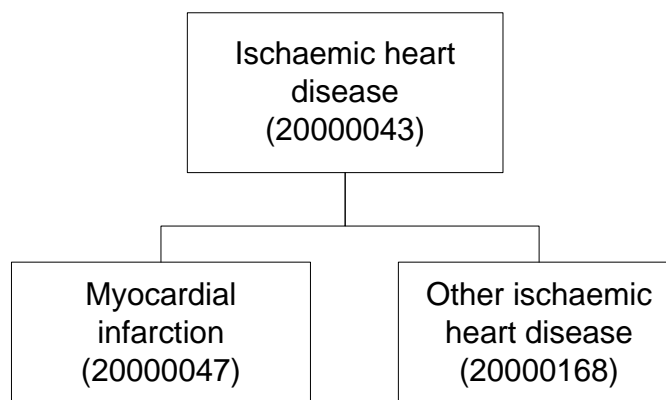 Ischaemic heart
disease
(20000043)
Myocardial
infarction
(20000047)
Other ischaemic
heart disease
(20000168)